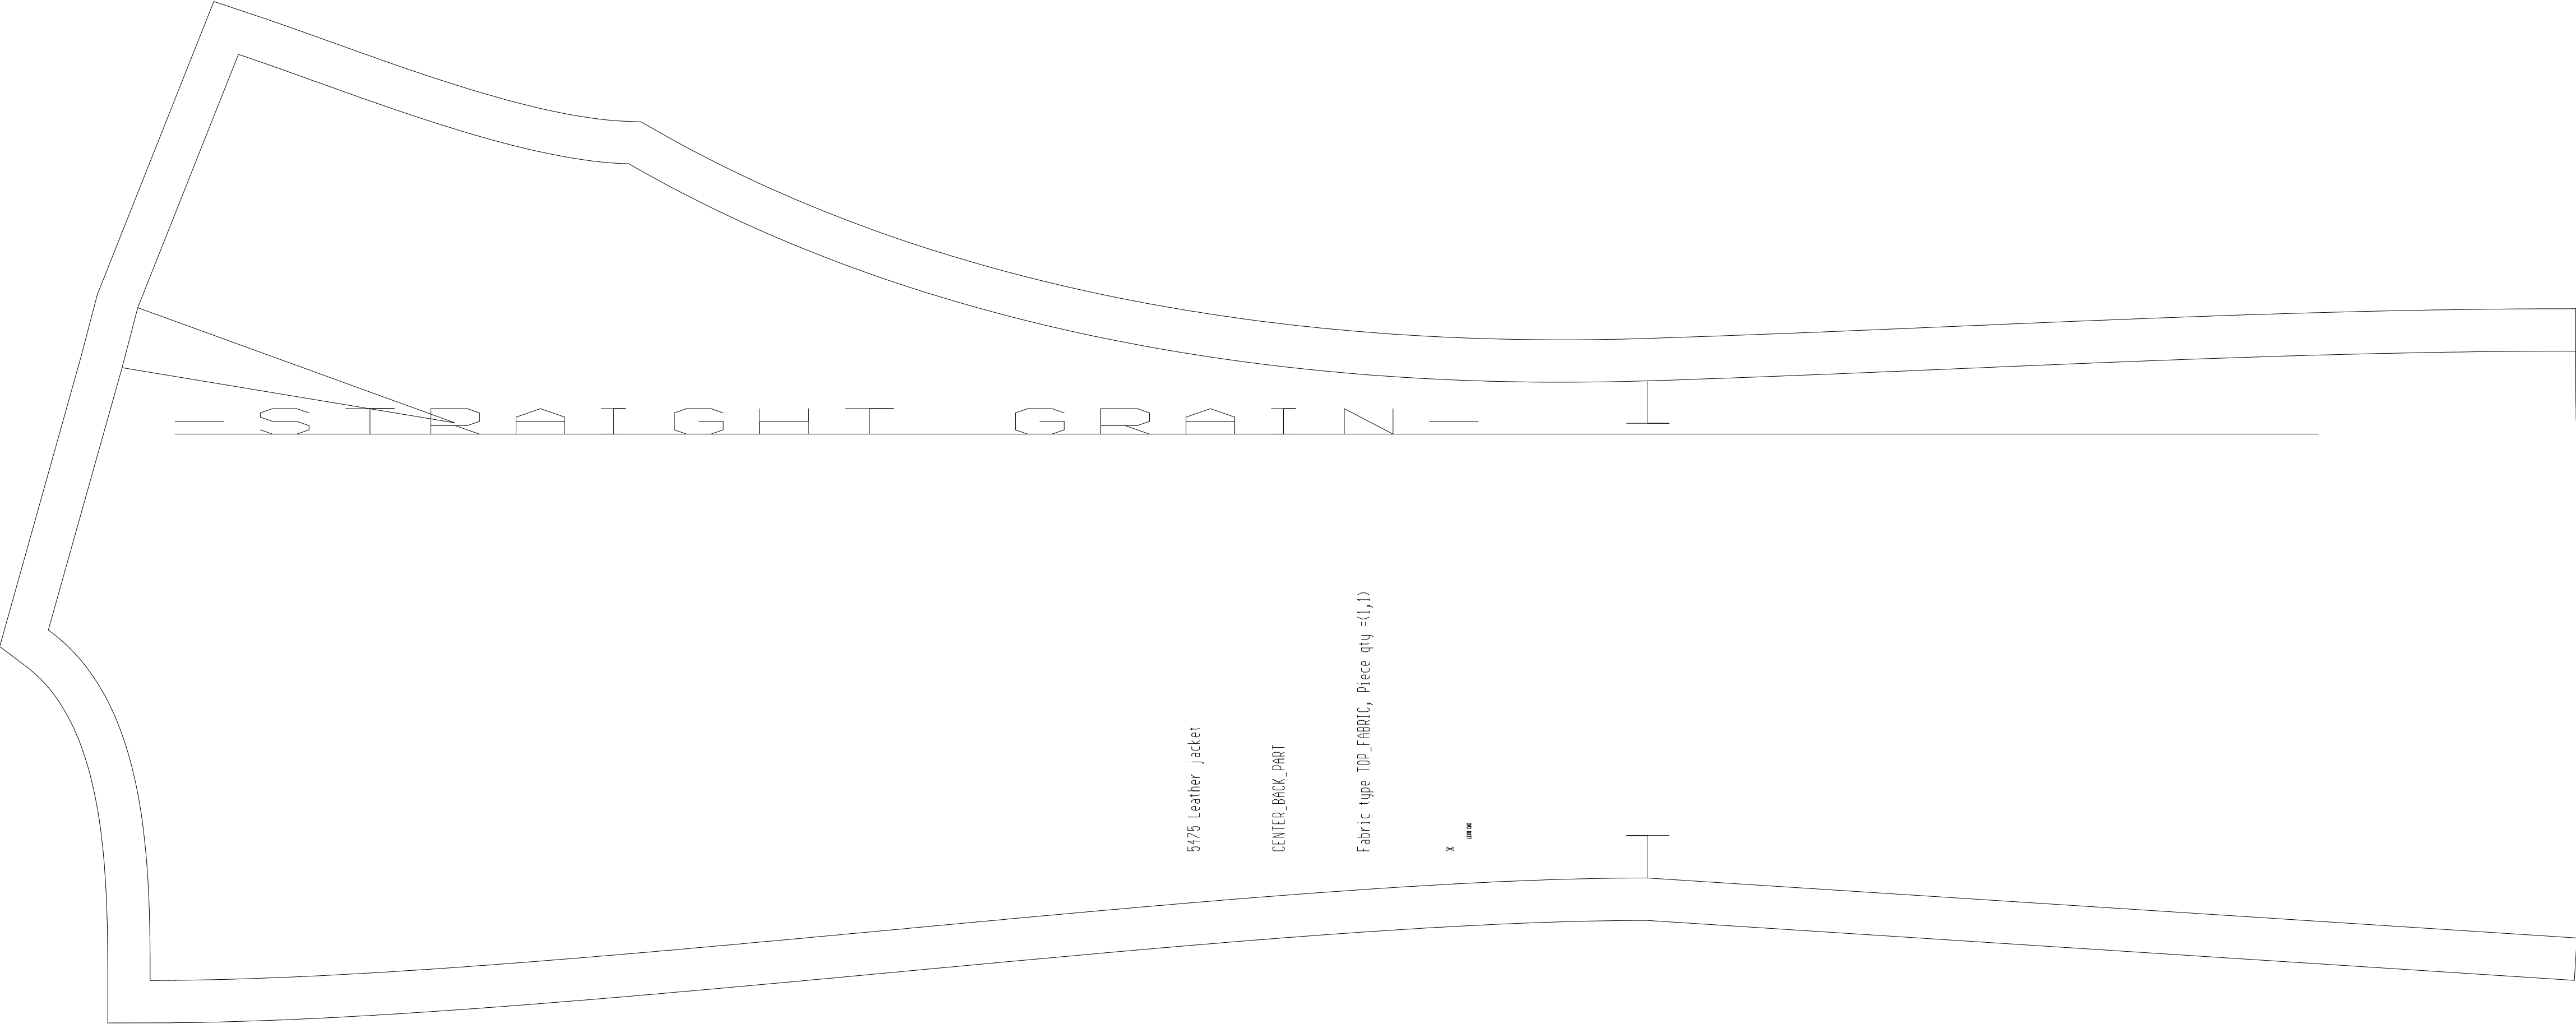 -STRAIGHT GRAIN-
5475 Leather jacket
CENTER_BACK_PART
Fabric type TOP_FABRIC, Piece qty =(1,1)